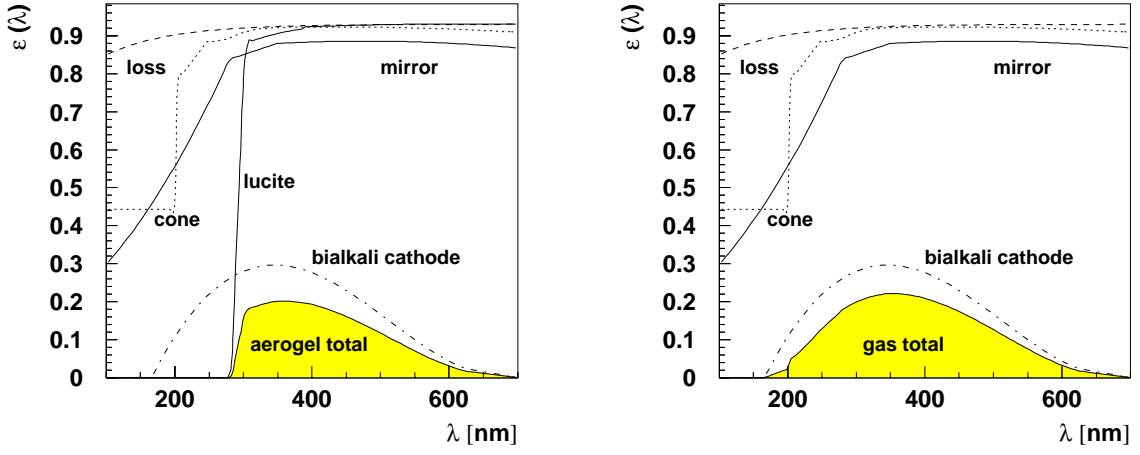 ε (λ)
0.9
0.8
0.7
0.6
0.5
0.4
0.3
0.2
0.1
0
loss
mirror
lucite
cone
bialkali cathode
aerogel total
200
400
600
λ [nm]
ε (λ)
0.9
0.8
0.7
0.6
0.5
0.4
0.3
0.2
0.1
0
loss
mirror
cone
bialkali cathode
gas total
200
400
600
λ [nm]